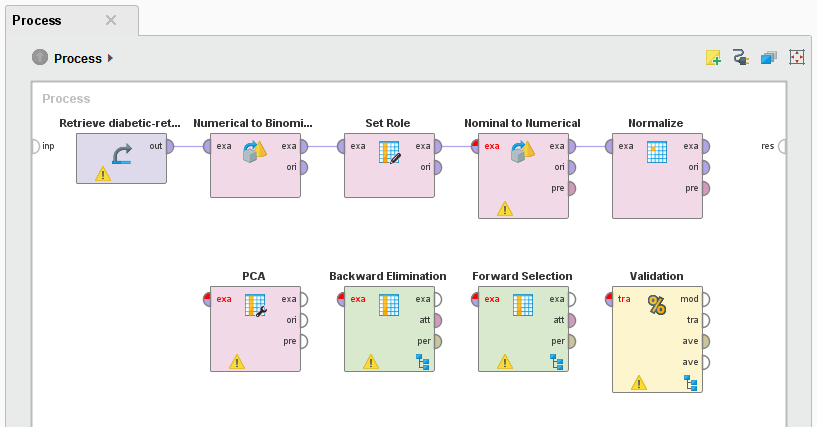 Process
Process
Process
Retrieve diabetic-ret... Numerical to Binomi... Set Role Nominal to Numerical Normalize
inp out exa exa exa exa exa exa exa exa res
ori ori ori ori
pre pre
PCA Backward Elimination Forward Selection Validation
exa exa exa exa exa exa tra % mod
ori att att tra
pre per per ave
ave